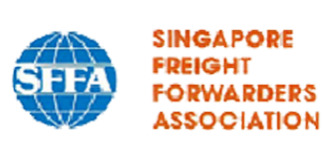 SFFA
SINGAPORE
FREIGHT
FORWARDERS
ASSOCIATION